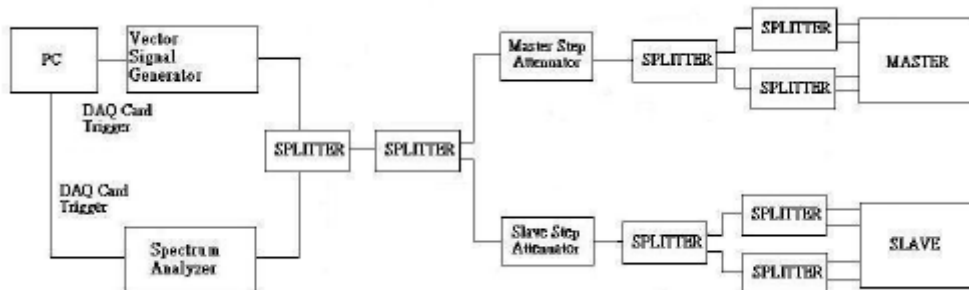 PC
Vector
Signal
Generator
DAQ Card
Trigger
DAQ Card
Trigger
Spectrum
Analyzer
SPLITTER
SPLITTER
Master Step
Attenuator
SPLITTER
SPLITTER
SPLITTER
MASTER
Slave Step
Attenuator
SPLITTER
SPLITTER
SPLITTER
SLAVE